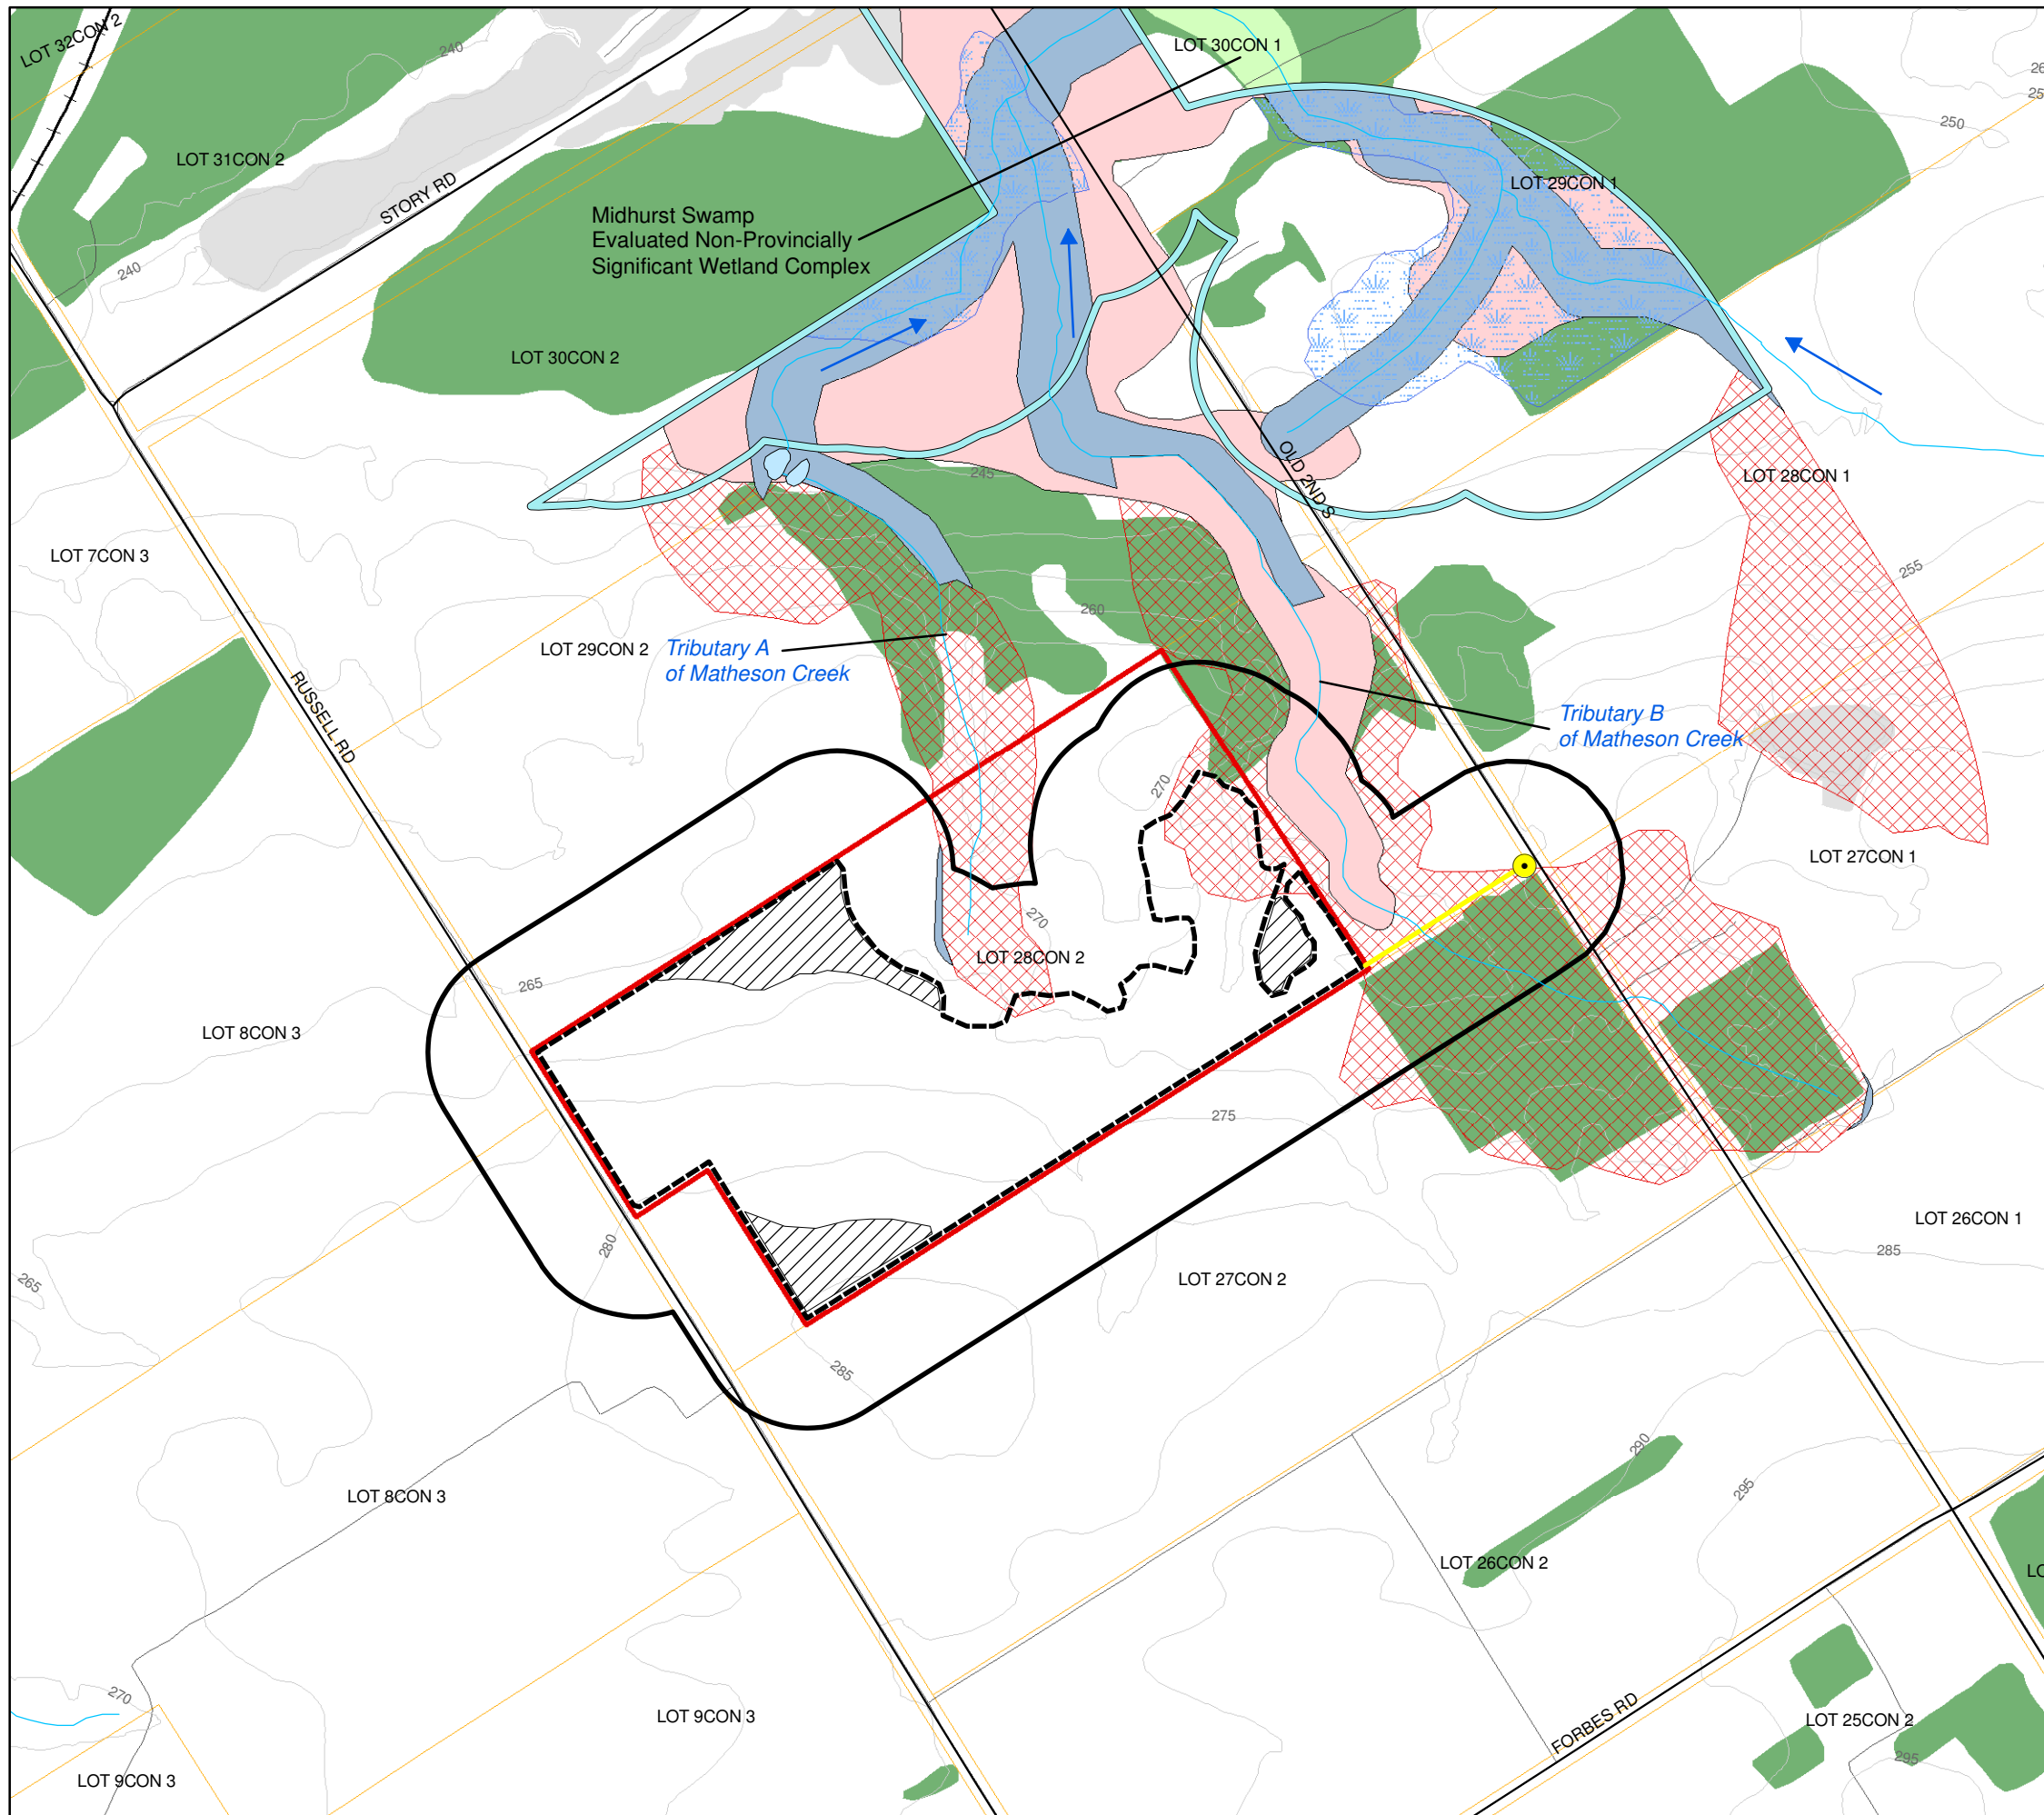 LOT 32CON 2
240
LOT 30CON 1
250
LOT 31CON 2
STORY RD
LOT 29CON 1
Midhurst Swamp
Evaluated Non-Provincially
Significant Wetland Complex
240
LOT 30CON 2
245
OLD 2ND S
LOT 28CON 1
LOT 7CON 3
255
260
LOT 29CON 2
Tributary A
of Matheson Creek
RUSSELL RD
Tributary B
of Matheson Creek
270
LOT 27CON 1
270
LOT 28CON 2
265
LOT 8CON 3
275
LOT 26CON 1
280
285
265
LOT 27CON 2
285
290
295
LOT 8CON 3
LOT 26CON 2
270
LOT 9CON 3
FORBES RD
LOT 25CON 2
295
LOT 9CON 3